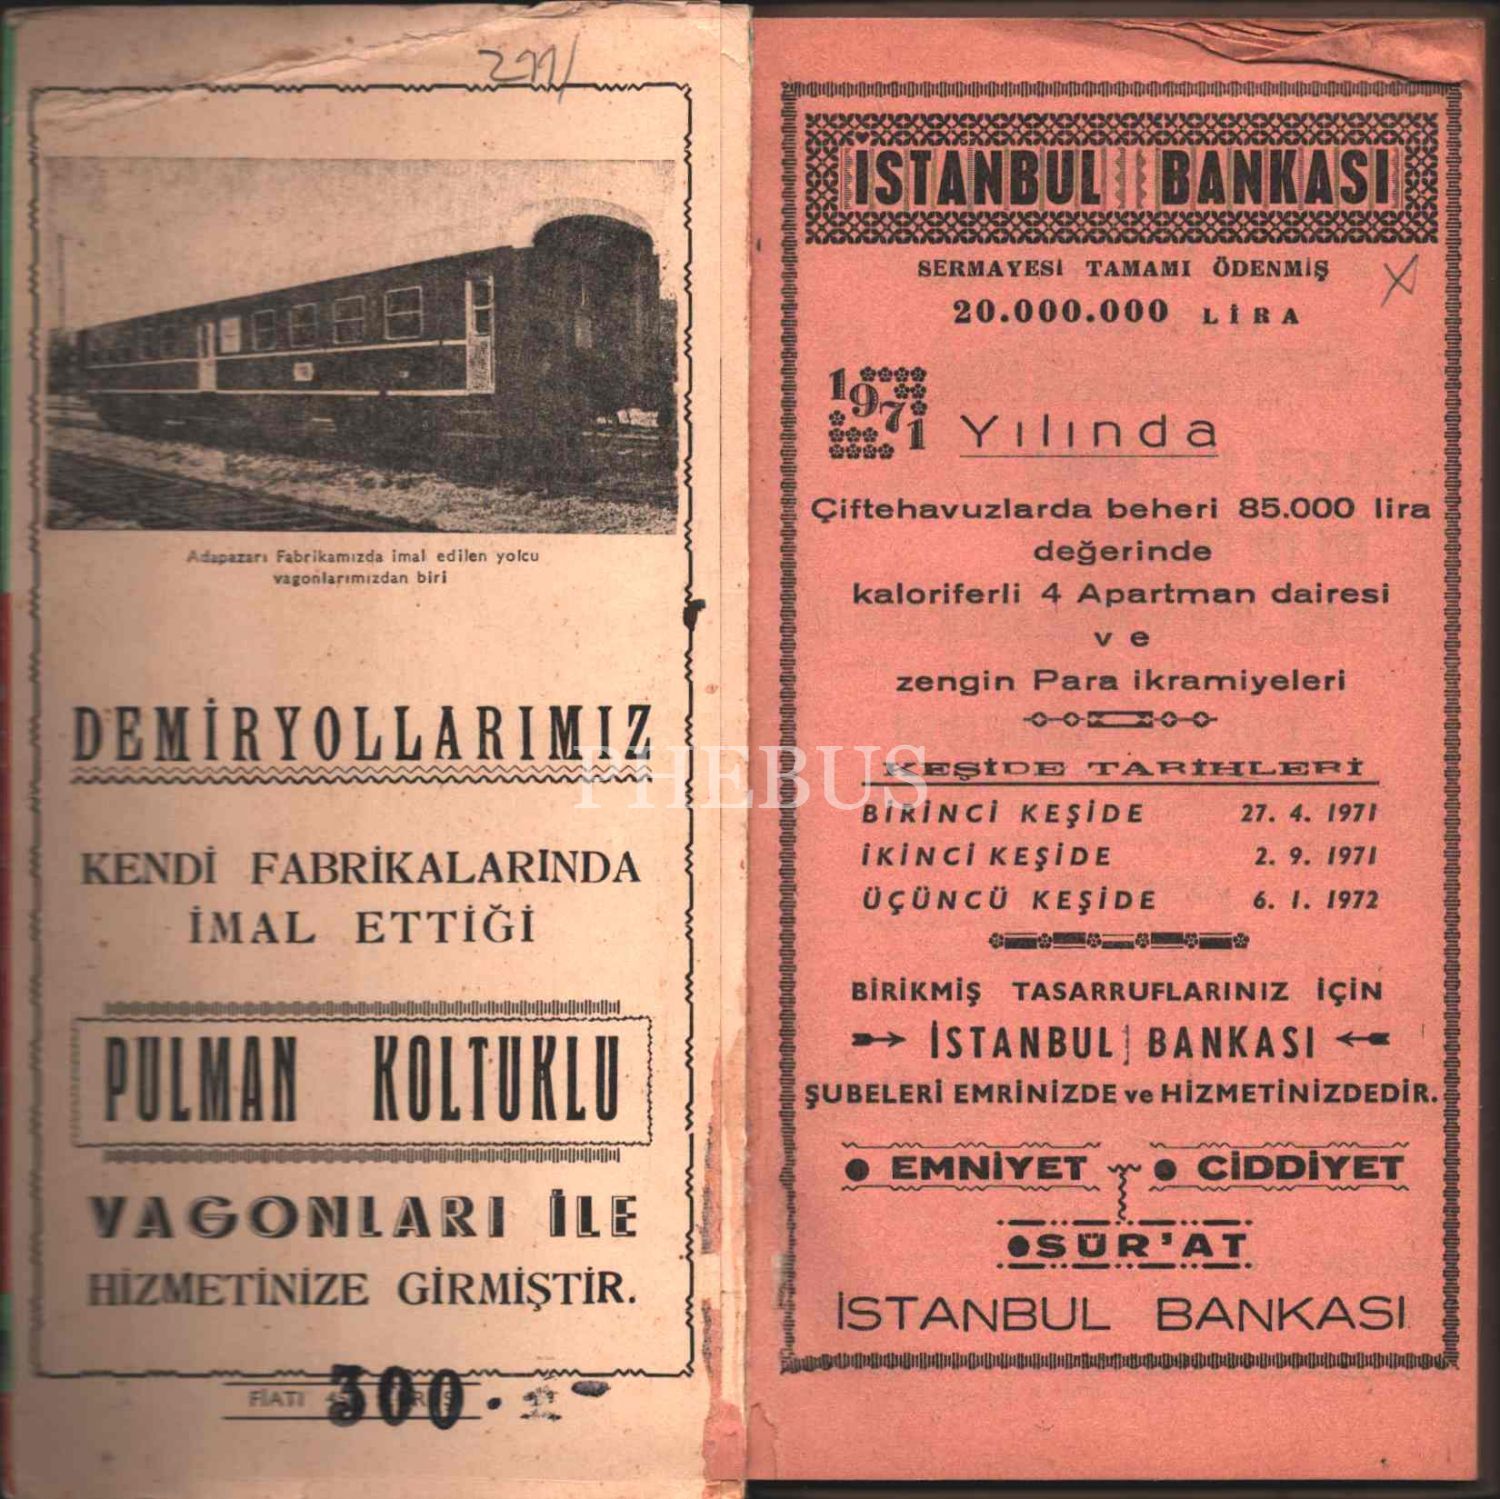 Adapazarı Fabrikamızda imal edilen yolcu
vagonlarımızdan biri
DEMİRYOLLARIMIZ
KENDİ FABRİKALARINDA
İMAL ETTİĞİ
PULMAN KOLTUKLU
VAGONLARI İLE
HİZMETİNİZE GİRMİŞTİR.
FİATI
300
İSTANBUL BANKASI
SERMAYESİ TAMAMI ÖDENMİŞ
20.000.000 LİRA
1971 Yılında
Çiftehavuzlarda beheri 85.000 lira
değerinde
kaloriferli 4 Apartman dairesi
ve
zengin Para ikramiyeleri
KEŞİDE TARİHLERİ
BİRİNCİ KEŞİDE 27. 4. 1971
İKİNCİ KEŞİDE 2. 9. 1971
ÜÇÜNCÜ KEŞİDE 6. 1. 1972
BİRİKMİŞ TASARRUFLARINIZ İÇİN
İSTANBUL BANKASI
ŞUBELERİ EMRİNİZDE ve HİZMETİNİZDEDİR.
EMNİYET CİDDİYET
SÜR'AT
İSTANBUL BANKASI
PHEBUS